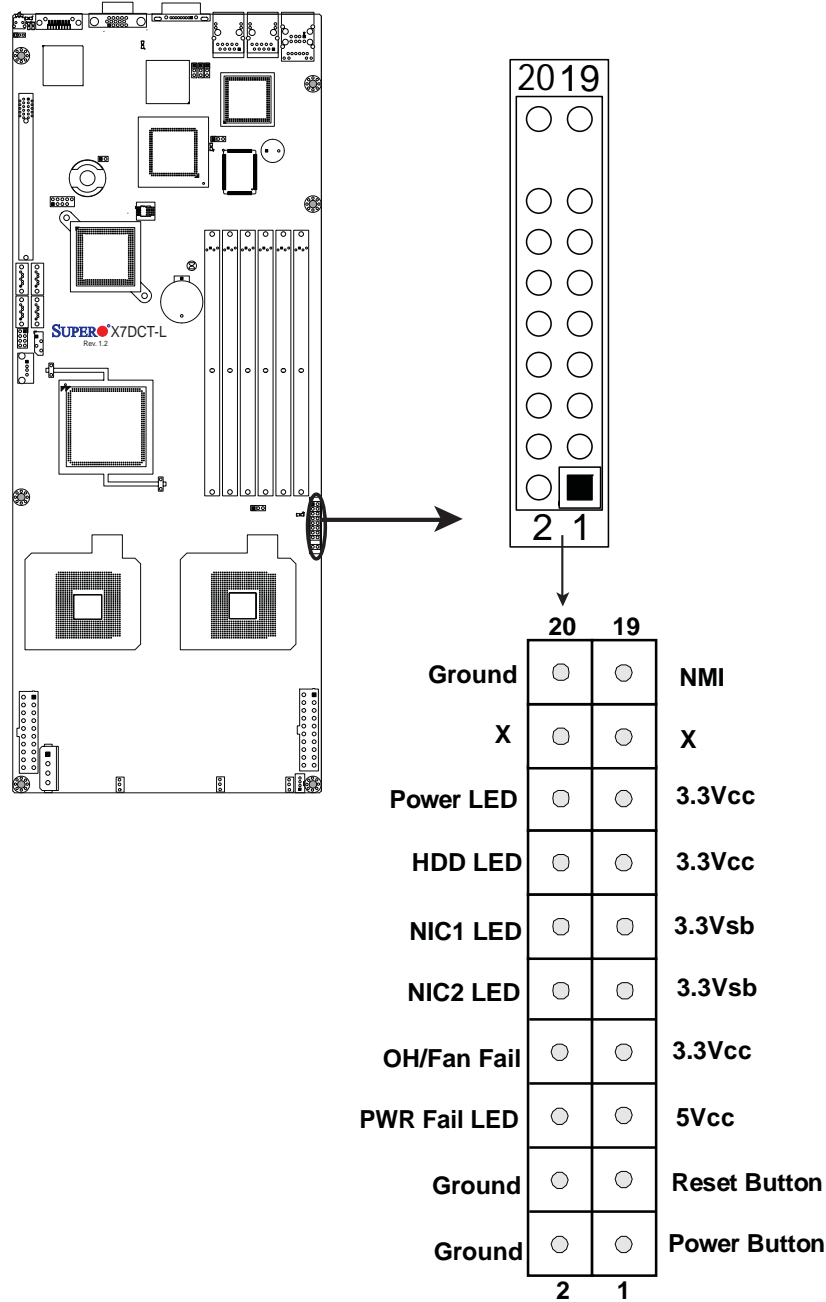 20 19
SUPER X7DCT-L
Rev. 1.2
2 1
20 19
Ground NMI
X X
Power LED 3.3Vcc
HDD LED 3.3Vcc
NIC1 LED 3.3Vsb
NIC2 LED 3.3Vsb
OH/Fan Fail 3.3Vcc
PWR Fail LED 5Vcc
Ground Reset Button
Ground Power Button
2 1